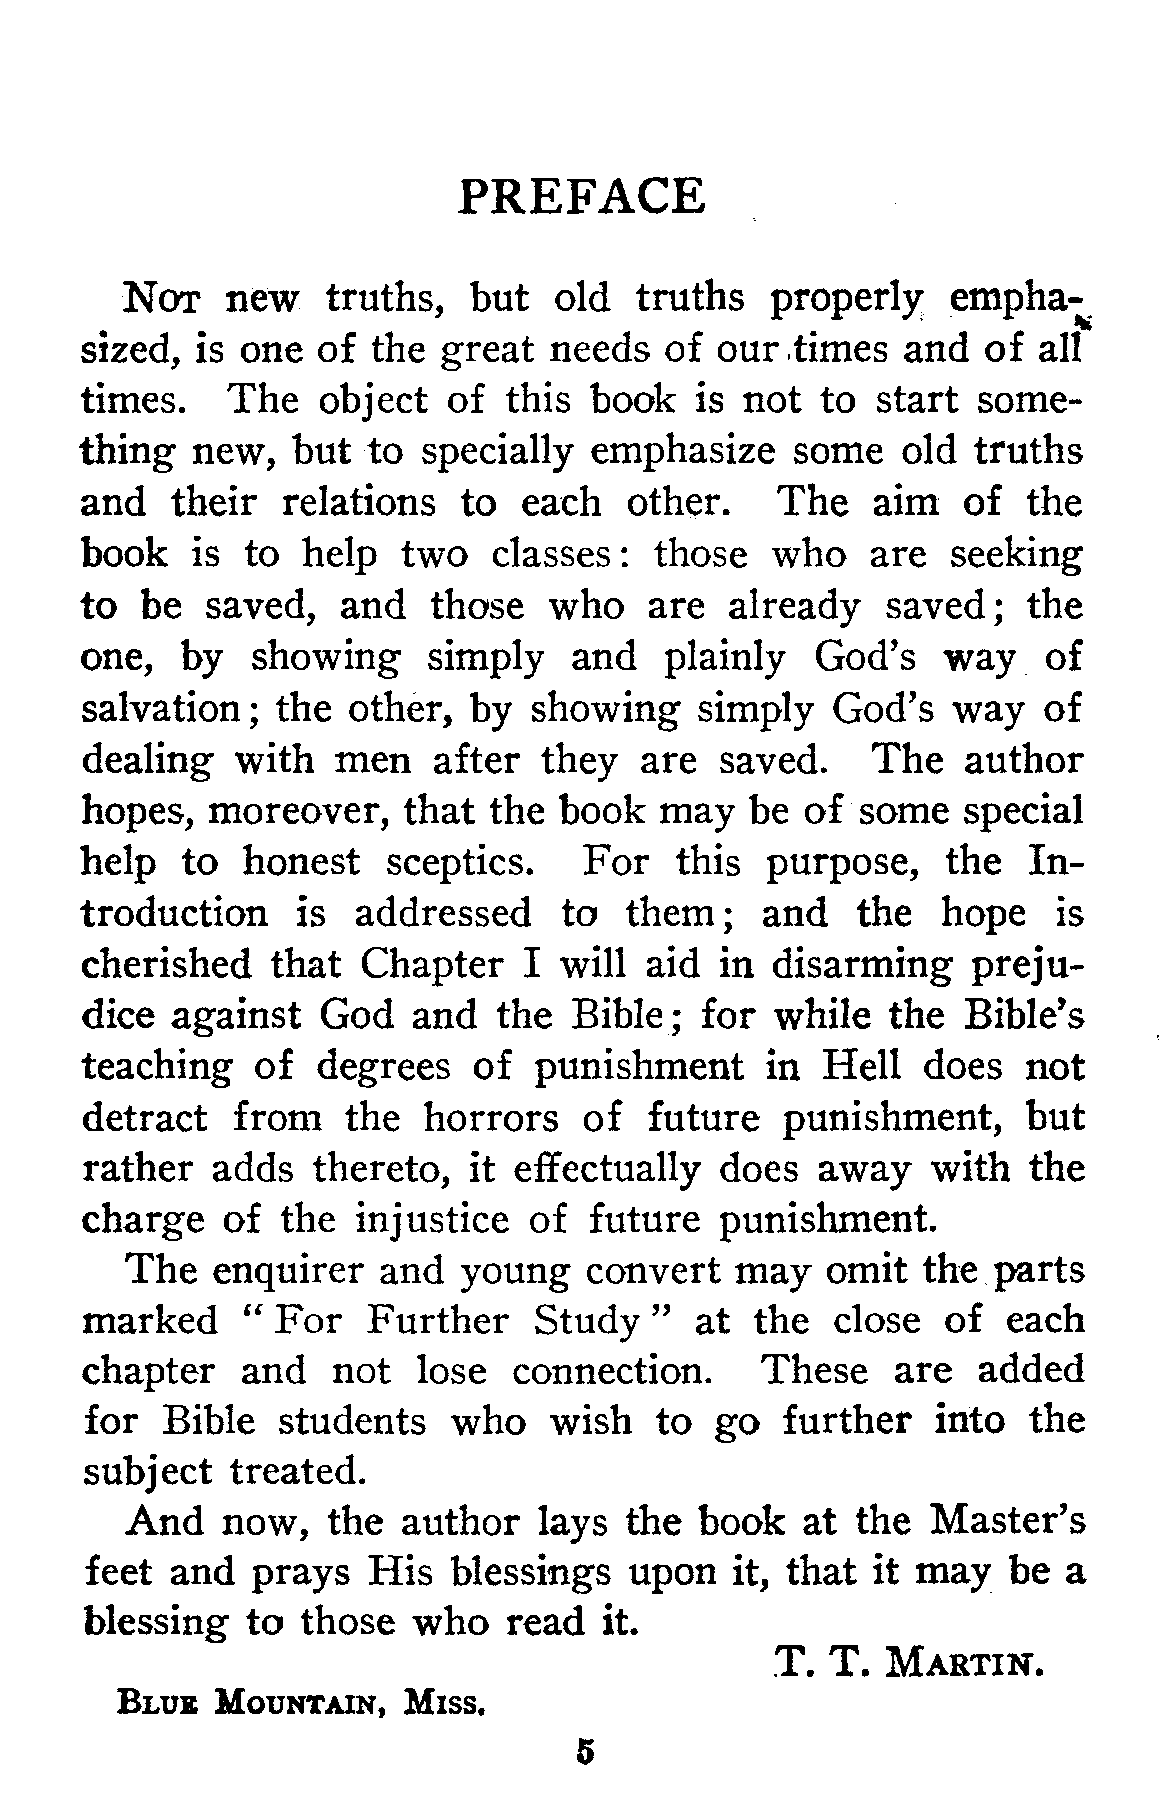 PREFACE
Not new truths, but old truths properly empha-
sized, is one of the great needs of our times and of all
times. The object of this book is not to start some-
thing new, but to specially emphasize some old truths
and their relations to each other. The aim of the
book is to help two classes: those who are seeking
to be saved, and those who are already saved; the
one, by showing simply and plainly God's way of
salvation; the other, by showing simply God's way of
dealing with men after they are saved. The author
hopes, moreover, that the book may be of some special
help to honest sceptics. For this purpose, the In-
troduction is addressed to them; and the hope is
cherished that Chapter I will aid in disarming preju-
dice against God and the Bible; for while the Bible's
teaching of degrees of punishment in Hell does not
detract from the horrors of future punishment, but
rather adds thereto, it effectually does away with the
charge of the injustice of future punishment.
The enquirer and young convert may omit the parts
marked “ For Further Study ” at the close of each
chapter and not lose connection. These are added
for Bible students who wish to go further into the
subject treated.
And now, the author lays the book at the Master's
feet and prays His blessings upon it, that it may be a
blessing to those who read it.
T. T. MARTIN.
BLUE MOUNTAIN, MISS.
5